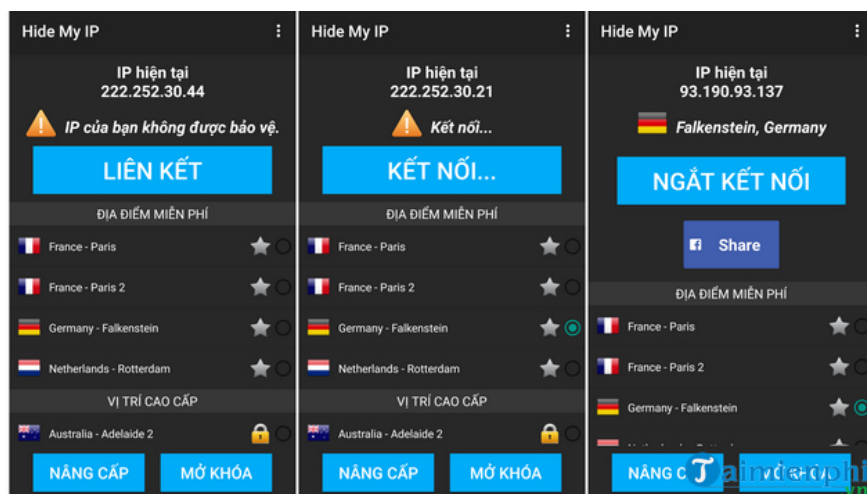 Hide My IP
IP hiện tại
222.252.30.44
IP của bạn không được bảo vệ.
LIÊN KẾT
ĐỊA ĐIỂM MIỄN PHÍ
France - Paris
France - Paris 2
Germany - Falkenstein
Netherlands - Rotterdam
VỊ TRÍ CAO CẤP
Australia - Adelaide 2
NÂNG CẤP MỞ KHÓA
Hide My IP
IP hiện tại
222.252.30.21
Kết nối...
KẾT NỐI...
ĐỊA ĐIỂM MIỄN PHÍ
France - Paris
France - Paris 2
Germany - Falkenstein
Netherlands - Rotterdam
VỊ TRÍ CAO CẤP
Australia - Adelaide 2
NÂNG CẤP MỞ KHÓA
Hide My IP
IP hiện tại
93.190.93.137
Falkenstein, Germany
NGẮT KẾT NỐI
Share
ĐỊA ĐIỂM MIỄN PHÍ
France - Paris
France - Paris 2
Germany - Falkenstein
NÂNG